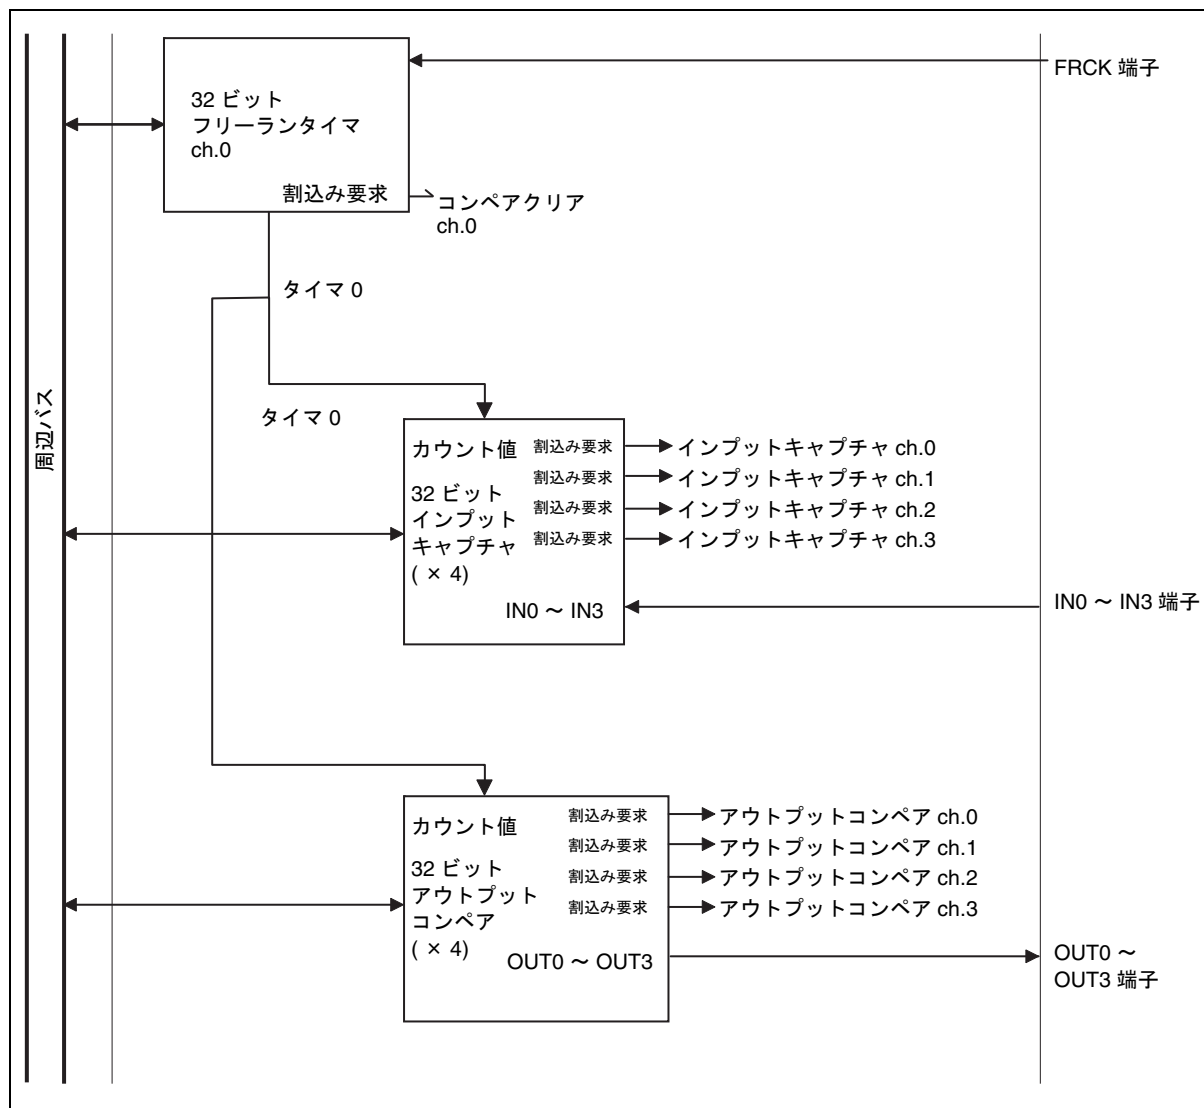 FRCK 端子
32 ビット
フリーランタイマ
ch.0
割込み要求
コンペアクリア
ch.0
タイマ 0
タイマ 0
周辺バス
カウント値
32 ビット
インプット
キャプチャ
( × 4)
割込み要求
割込み要求
割込み要求
割込み要求
インプットキャプチャ ch.0
インプットキャプチャ ch.1
インプットキャプチャ ch.2
インプットキャプチャ ch.3
IN0 ～ IN3
IN0 ～ IN3 端子
カウント値
32 ビット
アウトプット
コンペア
( × 4)
割込み要求
割込み要求
割込み要求
割込み要求
アウトプットコンペア ch.0
アウトプットコンペア ch.1
アウトプットコンペア ch.2
アウトプットコンペア ch.3
OUT0 ～ OUT3
OUT0 ～
OUT3 端子